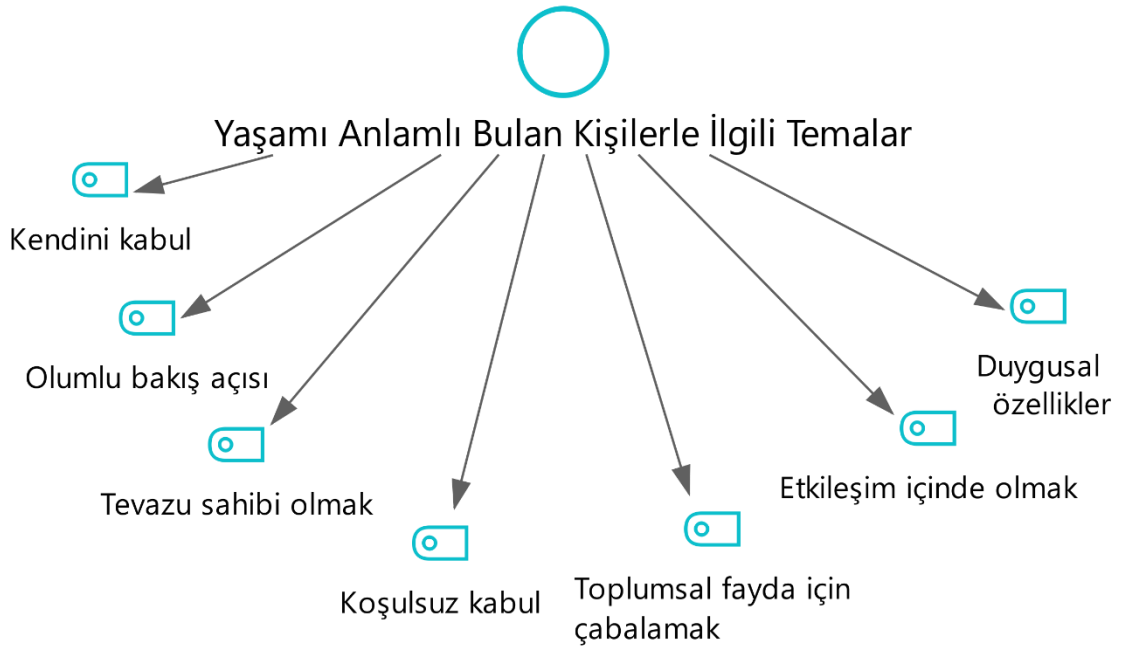 Yaşamı Anlamlı Bulan Kişilerle İlgili Temalar
Kendini kabul
Olumlu bakış açısı
Tevazu sahibi olmak
Koşulsuz kabul
Toplumsal fayda için
çabalamak
Etkileşim içinde olmak
Duygusal
özellikler